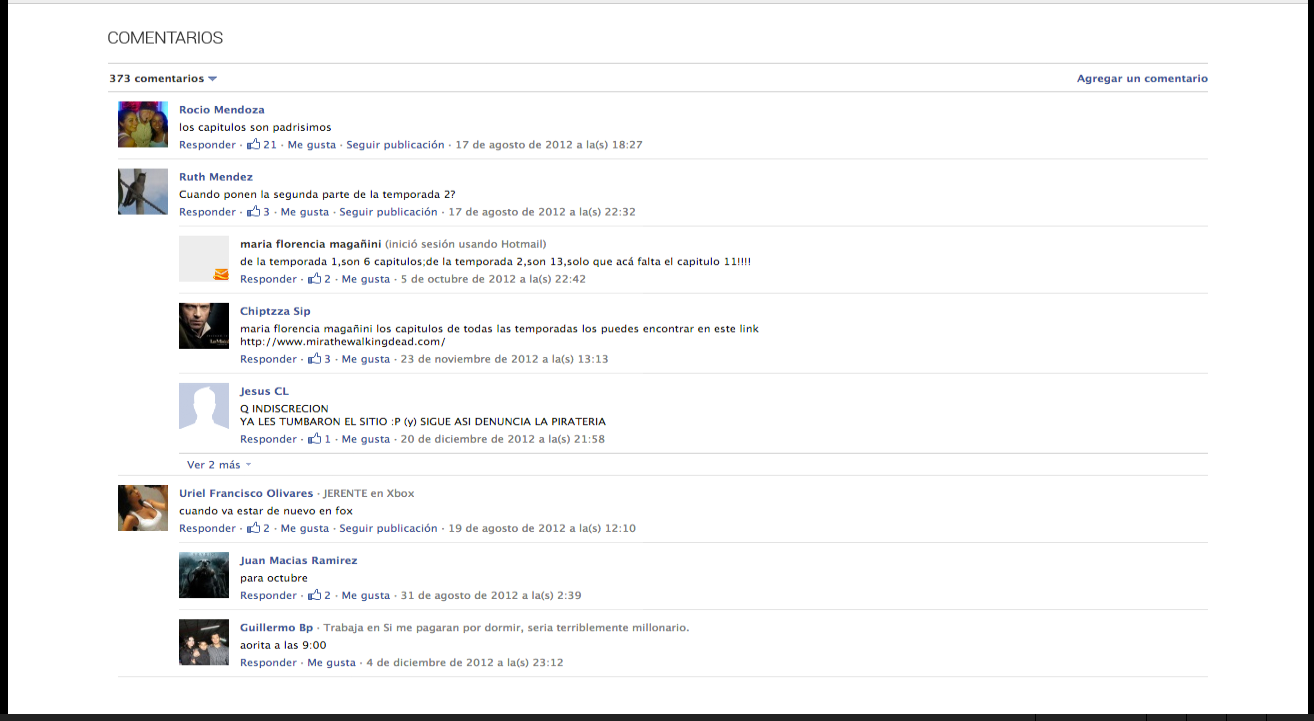 COMENTARIOS
373 comentarios
Agregar un comentario
Rocio Mendoza
los capitulos son padrisimos
Responder · 21 · Me gusta · Seguir publicación · 17 de agosto de 2012 a la(s) 18:27
Ruth Mendez
Cuando ponen la segunda parte de la temporada 2?
Responder · 3 · Me gusta · Seguir publicación · 17 de agosto de 2012 a la(s) 22:32
maria florencia magañini (inició sesión usando Hotmail)
de la temporada 1,son 6 capitulos;de la temporada 2,son 13,solo que acá falta el capitulo 11!!!!
Responder · 2 · Me gusta · 5 de octubre de 2012 a la(s) 22:42
Chiptzza Sip
maria florencia magañini los capitulos de todas las temporadas los puedes encontrar en este link
http://www.mirathewalkingdead.com/
Responder · 3 · Me gusta · 23 de noviembre de 2012 a la(s) 13:13
Jesus CL
Q INDISCRECION
YA LES TUMBARON EL SITIO :P (y) SIGUE ASI DENUNCIA LA PIRATERIA
Responder · 1 · Me gusta · 20 de diciembre de 2012 a la(s) 21:58
Ver 2 más
Uriel Francisco Olivares · JERENTE en Xbox
cuando va estar de nuevo en fox
Responder · 2 · Me gusta · Seguir publicación · 19 de agosto de 2012 a la(s) 12:10
Juan Macias Ramirez
para octubre
Responder · 2 · Me gusta · 31 de agosto de 2012 a la(s) 2:39
Guillermo Bp · Trabaja en Si me pagaran por dormir, seria terriblemente millonario.
aorita a las 9:00
Responder · Me gusta · 4 de diciembre de 2012 a la(s) 23:12